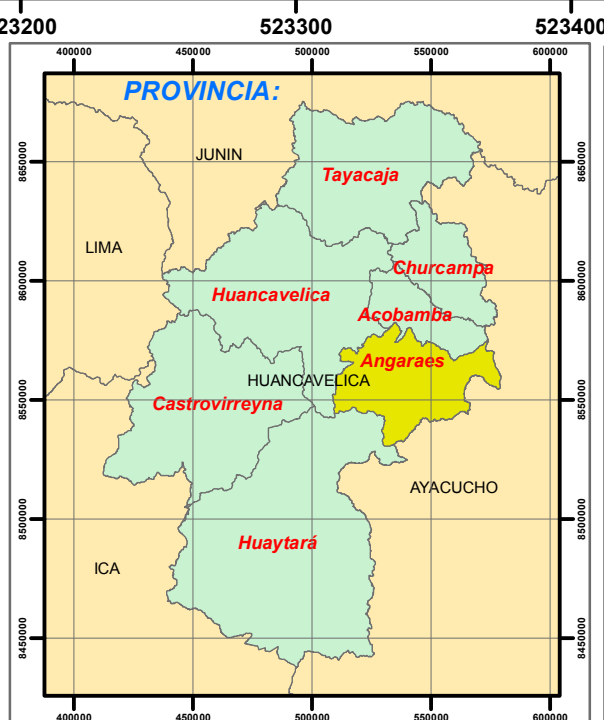 523300
523400
400000 450000 500000 550000 600000
PROVINCIA:
JUNIN
8650000
8650000
Tayacaja
LIMA
Churcampa
8600000
8600000
Huancavelica
Acobamba
Angaraes
HUANCAVELICA
8550000
8550000
Castrovirreyna
AYACUCHO
8500000
8500000
Huaytará
ICA
8450000
8450000
400000 450000 500000 550000 600000